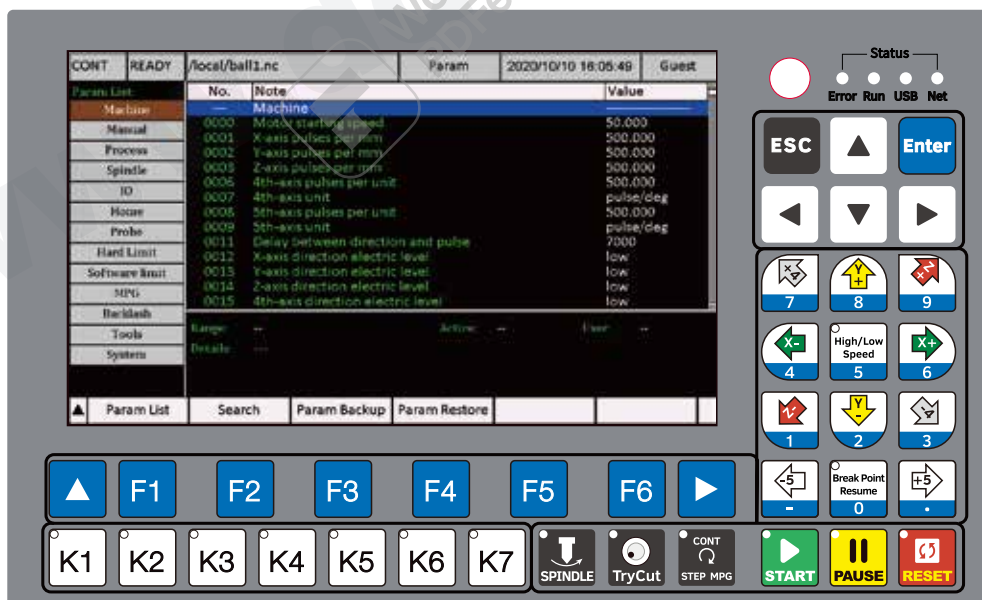 Status
Error Run USB Net
CONT READY /local/ball1.nc Param 2020/10/10 16:05:49 Guest
Param List No. Note Value
Machine — Machine
Manual 0000 Motor starting speed 50.000
0001 X-axis pulses per mm 500.000
Process 0002 Y-axis pulses per mm 500.000
Spindle 0003 Z-axis pulses per mm 500.000
IO 0006 4th-axis pulses per unit 500.000
0007 4th-axis unit pulse/deg
Home 0008 5th-axis pulses per unit 500.000
Probe 0009 5th-axis unit pulse/deg
0011 Delay between direction and pulse 7000
Hard Limit 0012 X-axis direction electric level low
Software limit 0013 Y-axis direction electric level low
MPG 0014 Z-axis direction electric level low
0015 4th-axis direction electric level low
Backlash
Tools Range: -- Active: -- User: --
System Details: ---
Param List Search Param Backup Param Restore
ESC Enter
7 Y+ 8 Z+ 9
X- 4 High/Low Speed 5 X+ 6
Z- 1 Y- 2 3
-5 - Break Point Resume 0 +5 .
F1 F2 F3 F4 F5 F6
K1 K2 K3 K4 K5 K6 K7
SPINDLE TryCut CONT STEP MPG START PAUSE RESET